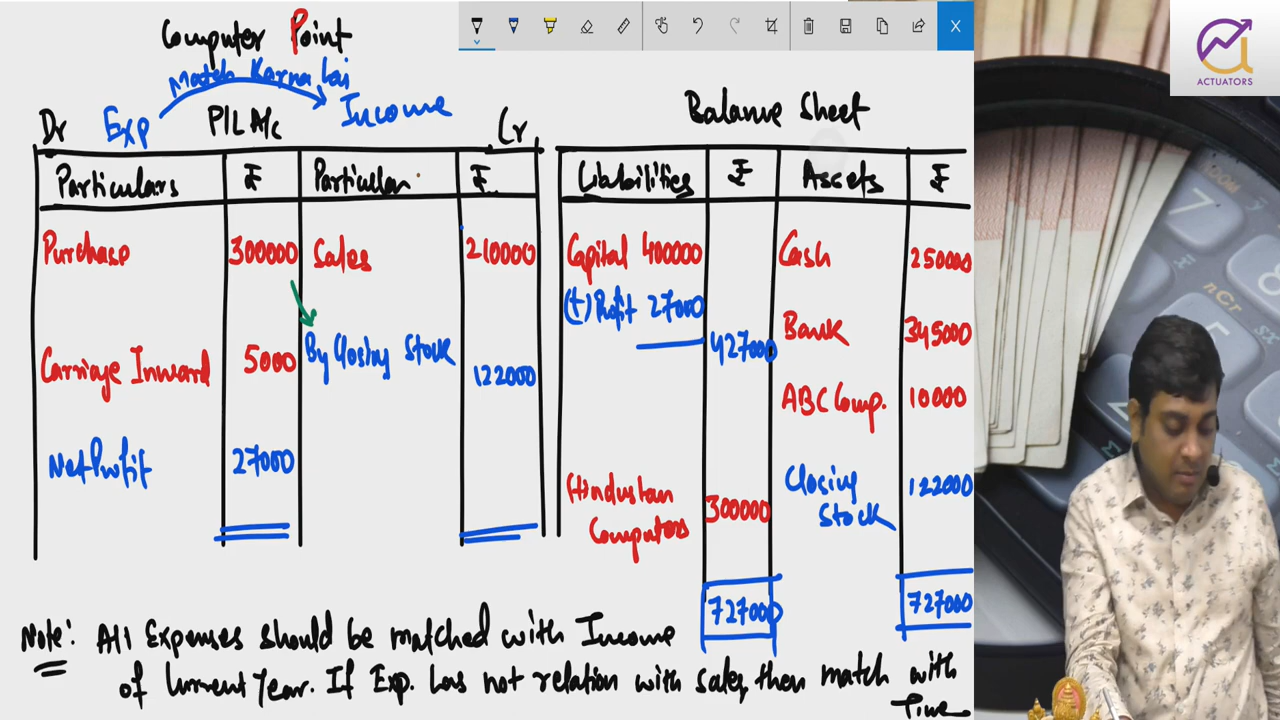 Computer Point
Match Karna hai
Exp
Income
Dr
P/L A/c
Cr
Particulars ₹ Particular ₹
Purchase 300000 Sales 210000
Carriage Inward 5000 By Closing Stock 122000
Net Profit 27000
Balance Sheet
Liabilities ₹ Assets ₹
Capital 400000 Cash 250000
(+) Profit 27000
427000
Bank 345000
ABC Comp. 10000
Hindustan
Computors 300000
Closing
Stock 122000
727000 727000
Note: All Expenses should be matched with Income
of Current Year. If Exp. has not relation with sales, then match with
Time
ACTUATORS